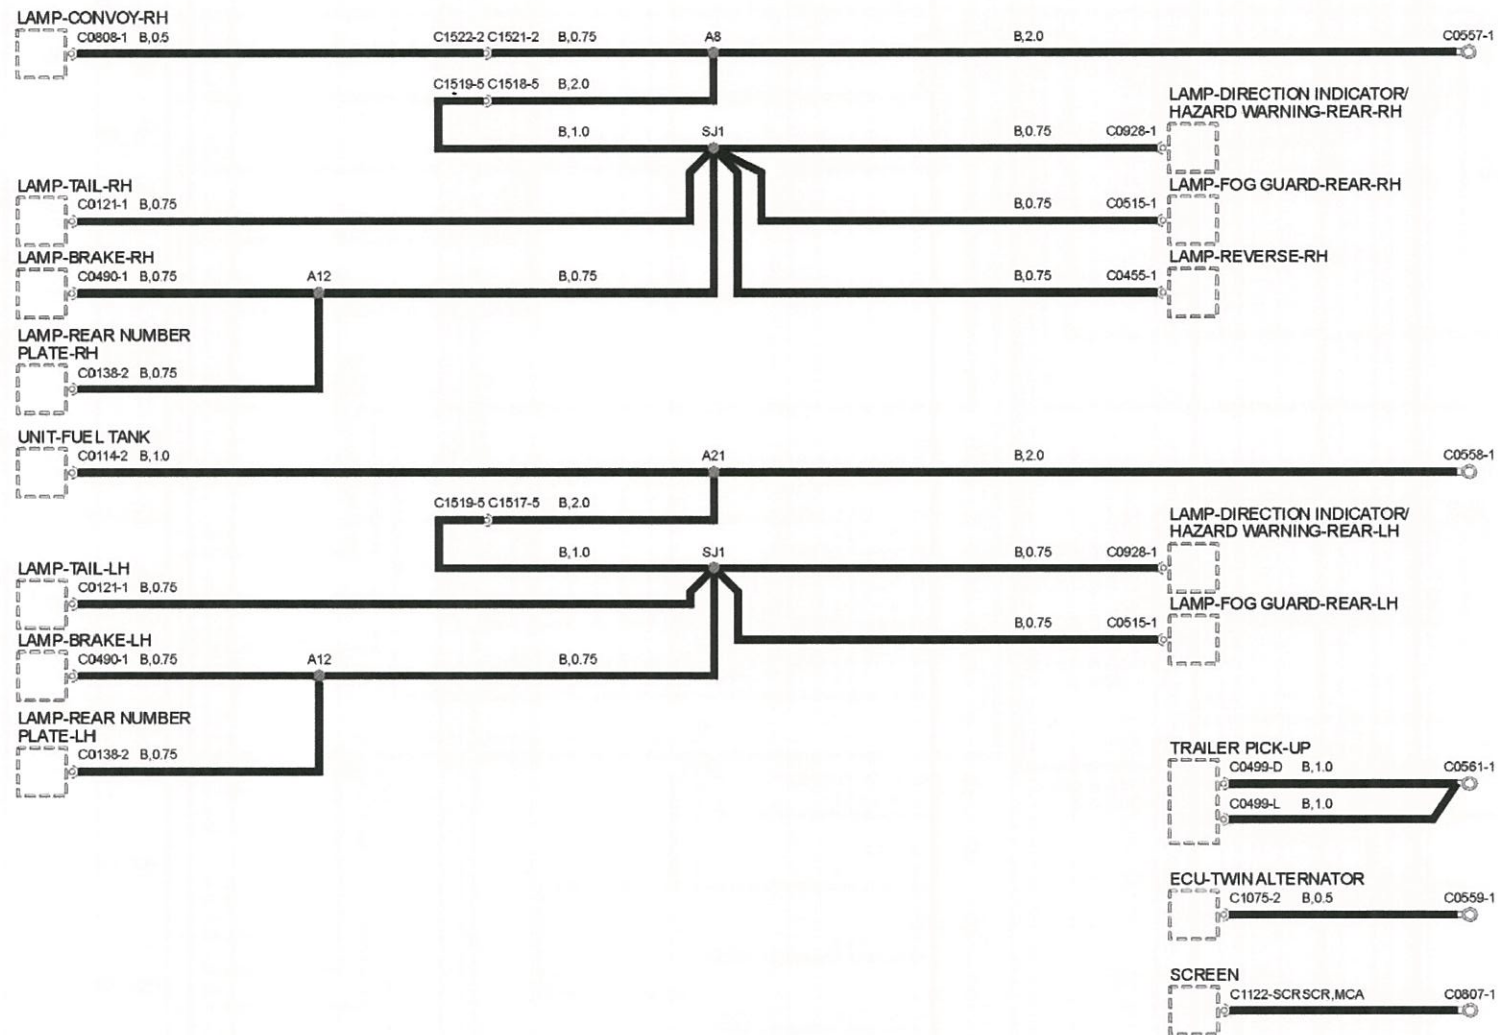 LAMP-CONVOY-RH
C0808-1 B,0.5 C1522-2 C1521-2 B,0.75 A8 B,2.0 C0557-1
C1519-5 C1518-5 B,2.0
LAMP-DIRECTION INDICATOR/
HAZARD WARNING-REAR-RH
B,1.0 SJ1 B,0.75 C0928-1
LAMP-TAIL-RH
LAMP-FOG GUARD-REAR-RH
C0121-1 B,0.75 B,0.75 C0515-1
LAMP-BRAKE-RH
LAMP-REVERSE-RH
C0490-1 B,0.75 A12 B,0.75 B,0.75 C0455-1
LAMP-REAR NUMBER
PLATE-RH
C0138-2 B,0.75
UNIT-FUEL TANK
C0114-2 B,1.0 A21 B,2.0 C0558-1
C1519-5 C1517-5 B,2.0
LAMP-DIRECTION INDICATOR/
HAZARD WARNING-REAR-LH
B,1.0 SJ1 B,0.75 C0928-1
LAMP-TAIL-LH
C0121-1 B,0.75
LAMP-FOG GUARD-REAR-LH
B,0.75 C0515-1
LAMP-BRAKE-LH
C0490-1 B,0.75 A12 B,0.75
LAMP-REAR NUMBER
PLATE-LH
C0138-2 B,0.75
TRAILER PICK-UP
C0499-D B,1.0 C0561-1
C0499-L B,1.0
ECU-TWIN ALTERNATOR
C1075-2 B,0.5 C0559-1
SCREEN
C1122-SCR SCR,MCA C0807-1